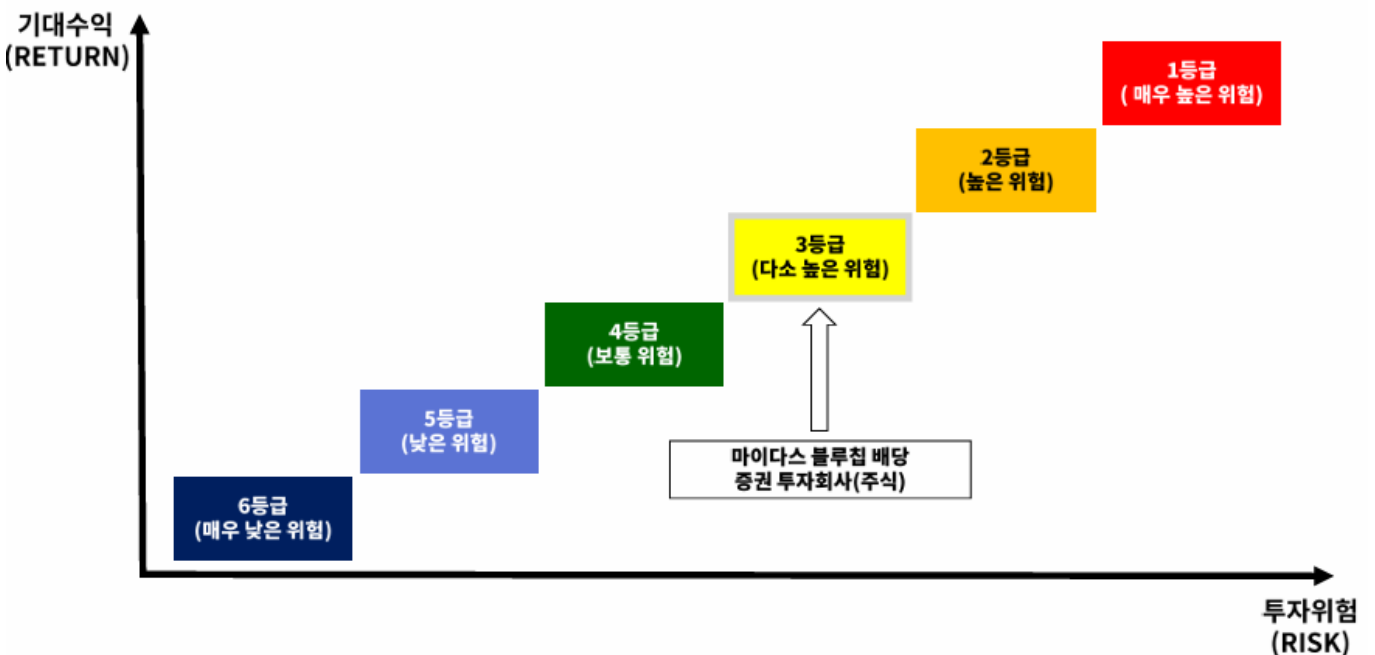 기대수익
(RETURN)
1등급
( 매우 높은 위험)
2등급
(높은 위험)
3등급
(다소 높은 위험)
4등급
(보통 위험)
5등급
(낮은 위험)
마이다스 블루칩 배당
증권 투자회사(주식)
6등급
(매우 낮은 위험)
투자위험
(RISK)